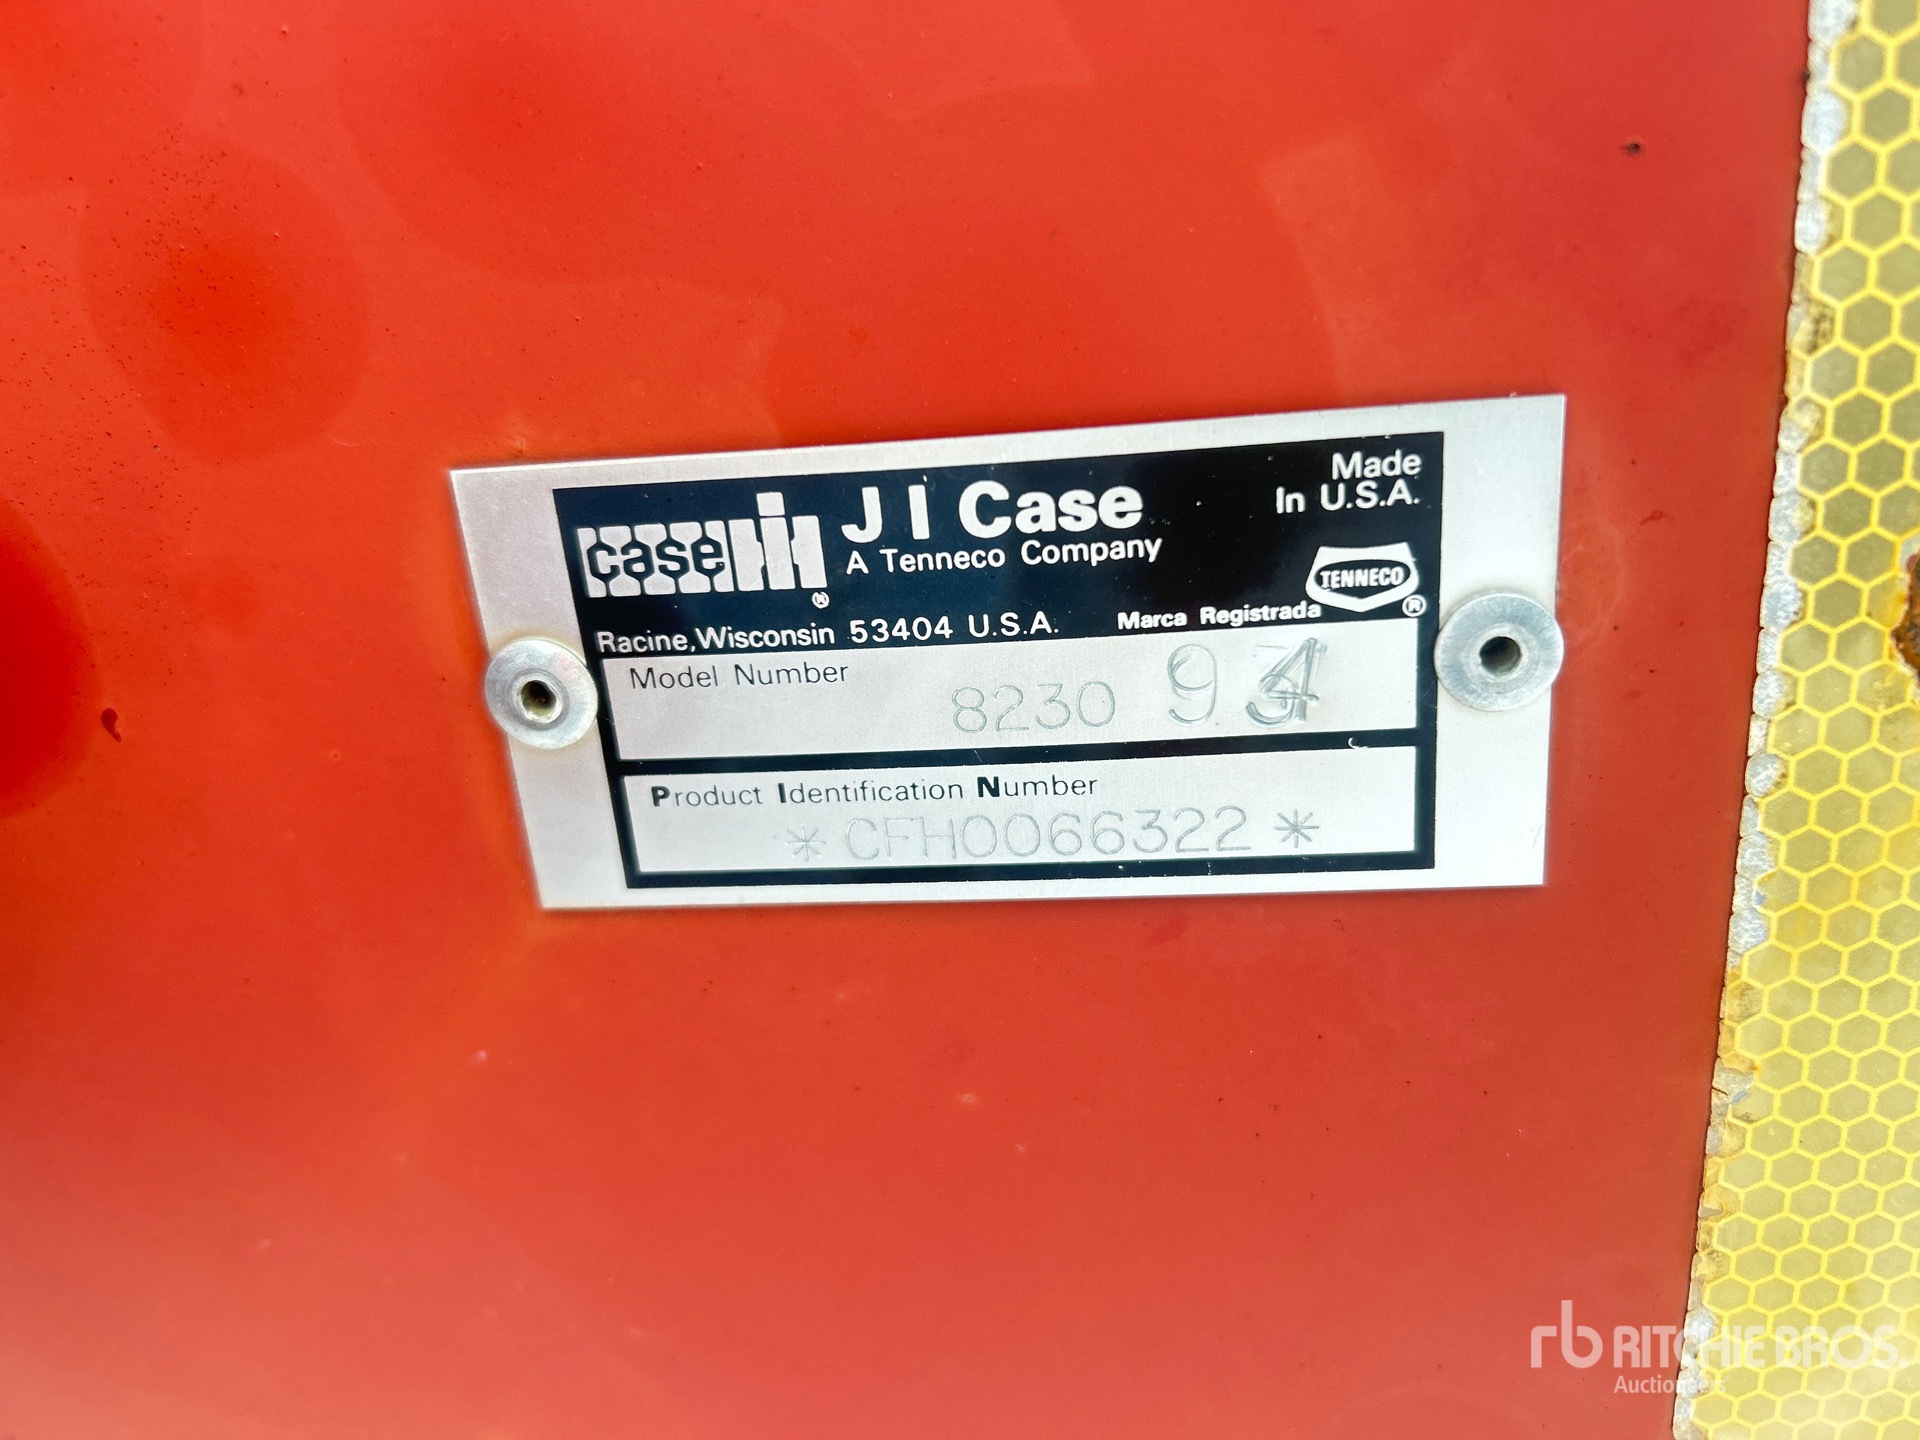 case IH ®
J I Case
A Tenneco Company
Made
In U.S.A.
TENNECO ®
Racine, Wisconsin 53404 U.S.A. Marca Registrada
Model Number
8230
Product Identification Number
*CFH0066322*
rb RITCHIE BROS.
Auctioneers